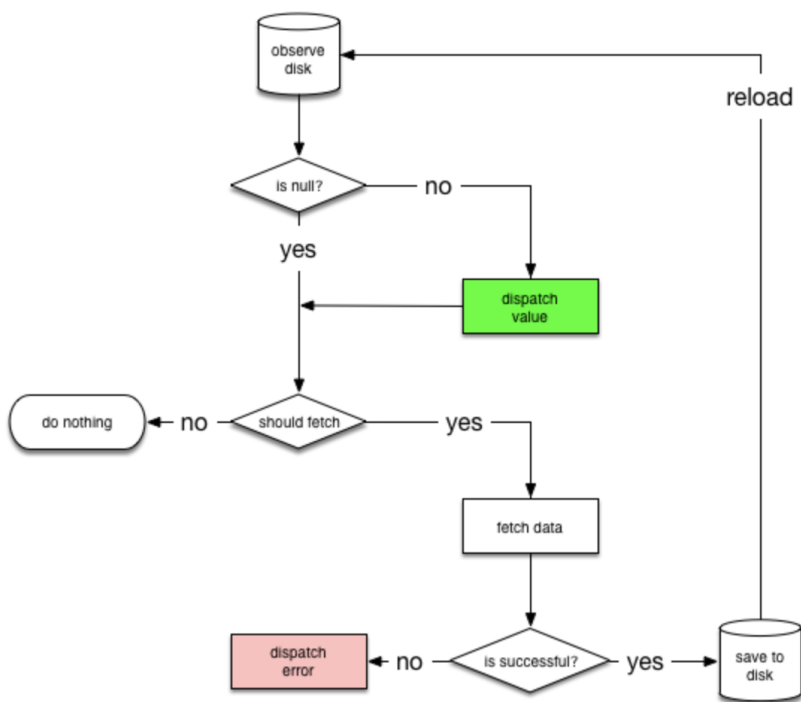 observe
disk
reload
is null?
no
yes
dispatch
value
do nothing
no
should fetch
yes
fetch data
dispatch
error
no
is successful?
yes
save to
disk